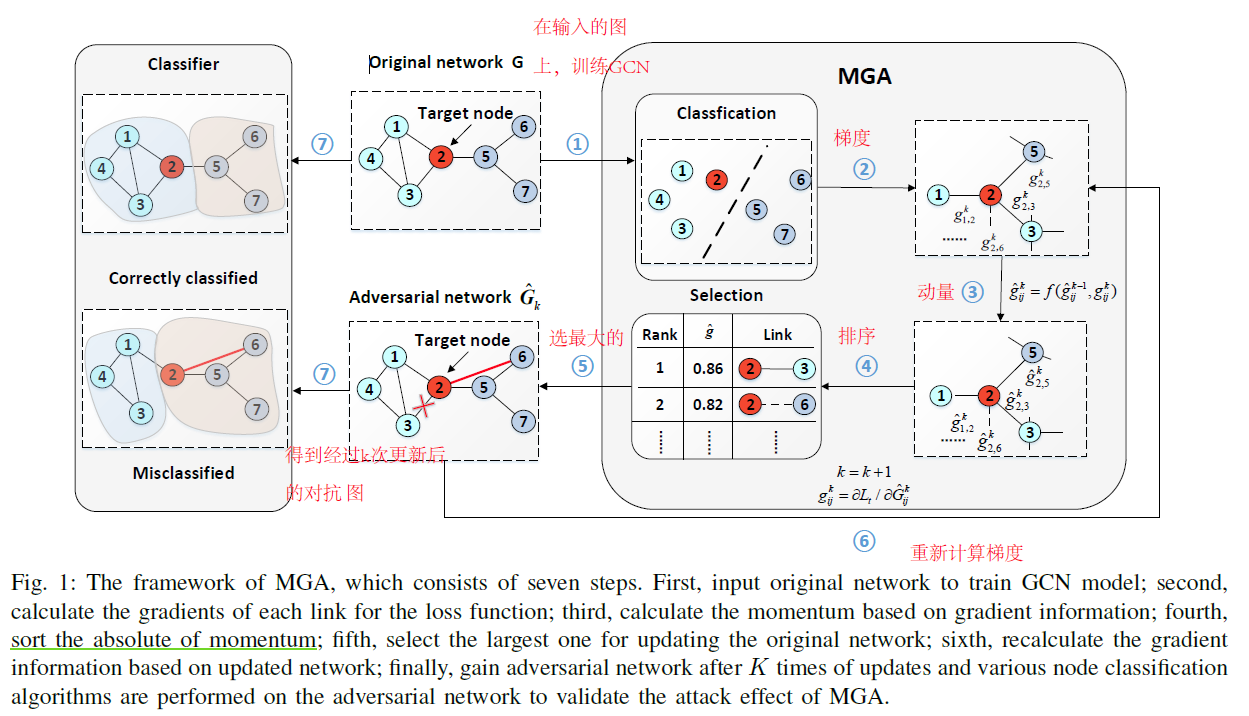 在输入的图
上，训练GCN
Classifier
1
2
3
4
5
6
7
Correctly classified
1
2
3
4
5
6
7
Misclassified
Original network G
Target node
1
2
3
4
5
6
7
⑦
①
Adversarial network Ĝ_k
Target node
1
2
3
4
5
6
7
⑦
得到经过k次更新后
的对抗图
选最大的
⑤
MGA
Classfication
1
2
3
4
5
6
7
梯度
②
5
1
2
3
g^k_{2,5}
g^k_{2,3}
g^k_{1,2}
g^k_{2,6}
......
动量 ③ ĝ^k_{ij} = f(ĝ^{k-1}_{ij}, g^k_{ij})
Selection
Rank ĝ Link
1 0.86 2 3
2 0.82 2 6
排序
④
5
1
2
3
ĝ^k_{2,5}
ĝ^k_{2,3}
ĝ^k_{1,2}
ĝ^k_{2,6}
......
k = k+1
g^k_{ij} = ∂L_t / ∂Ĝ^k_{ij}
⑥
重新计算梯度
Fig. 1: The framework of MGA, which consists of seven steps. First, input original network to train GCN model; second,
calculate the gradients of each link for the loss function; third, calculate the momentum based on gradient information; fourth,
sort the absolute of momentum; fifth, select the largest one for updating the original network; sixth, recalculate the gradient
information based on updated network; finally, gain adversarial network after K times of updates and various node classification
algorithms are performed on the adversarial network to validate the attack effect of MGA.